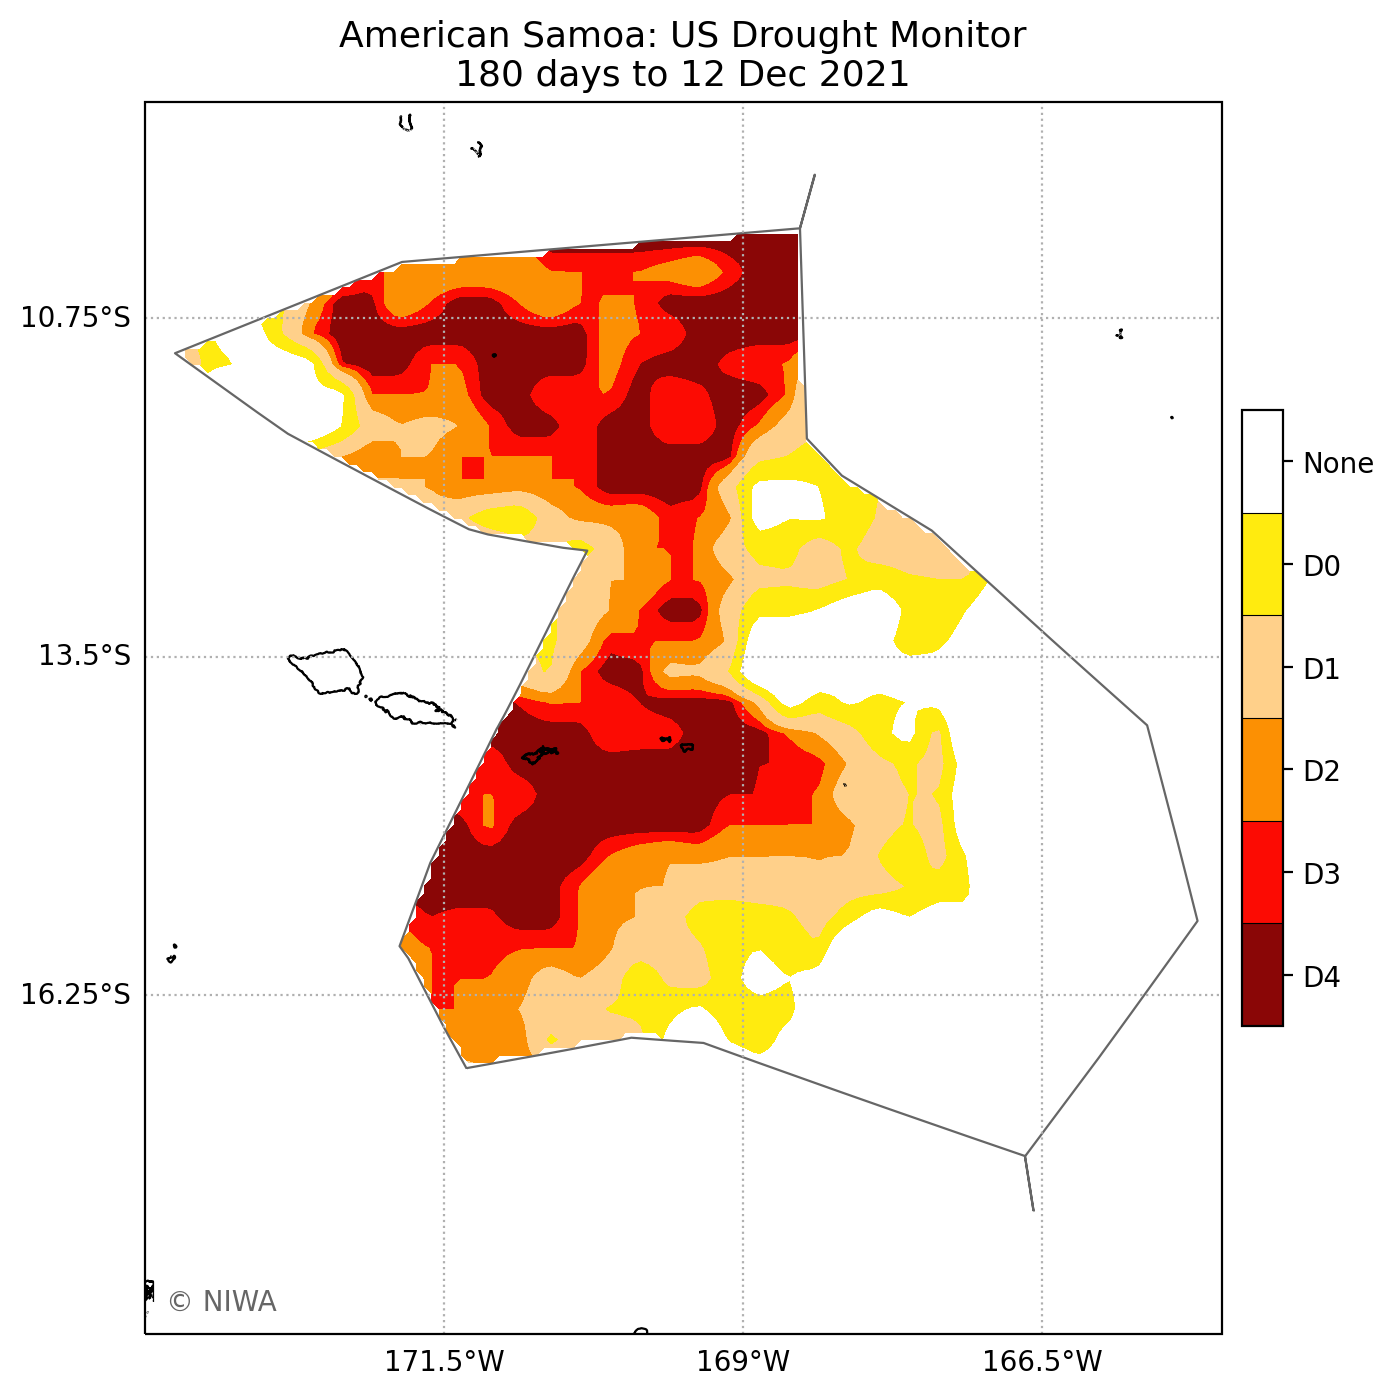 American Samoa: US Drought Monitor
180 days to 12 Dec 2021
10.75°S
13.5°S
16.25°S
171.5°W
169°W
166.5°W
None
D0
D1
D2
D3
D4
© NIWA